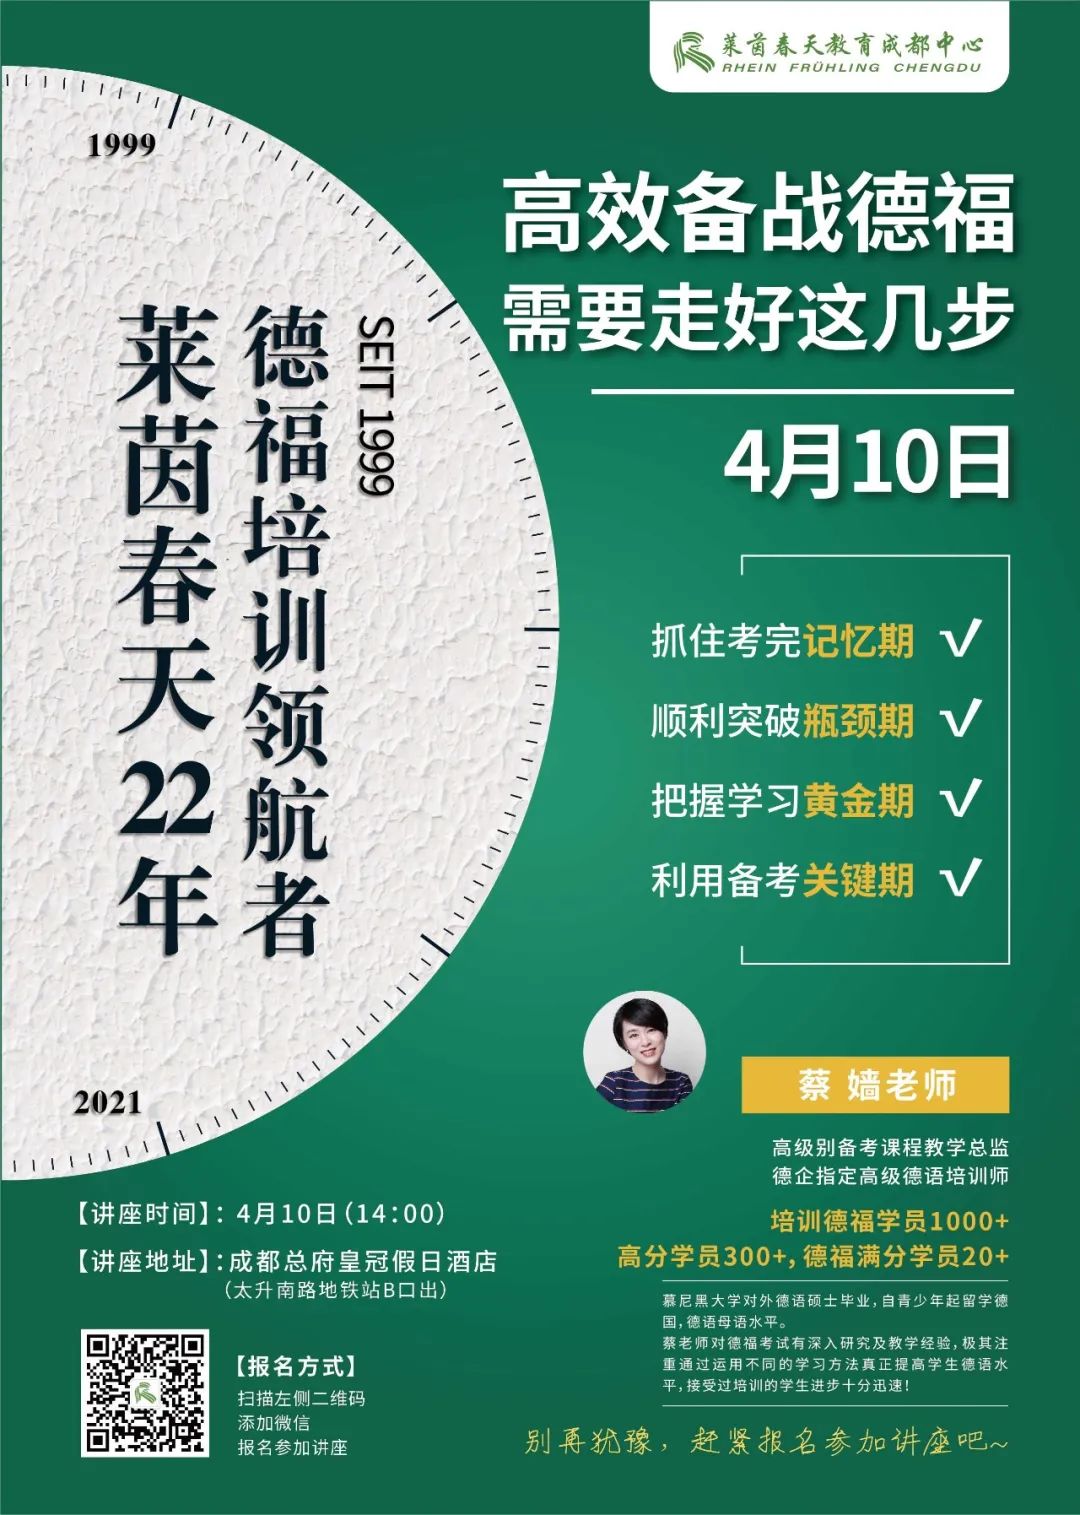 莱茵春天教育成都中心
RHEIN FRÜHLING CHENGDU
1999
SEIT 1999
德福培训领航者
莱茵春天22年
2021
高效备战德福
需要走好这几步
4月10日
抓住考完记忆期
顺利突破瓶颈期
把握学习黄金期
利用备考关键期
蔡 嫱老师
高级别备考课程教学总监
德企指定高级德语培训师
培训德福学员1000+
高分学员300+，德福满分学员20+
慕尼黑大学对外德语硕士毕业，自青少年起留学德
国，德语母语水平。
蔡老师对德福考试有深入研究及教学经验，极其注
重通过运用不同的学习方法真正提高学生德语水
平，接受过培训的学生进步十分迅速！
【讲座时间】：4月10日（14：00）
【讲座地址】：成都总府皇冠假日酒店
（太升南路地铁站B口出）
【报名方式】
扫描左侧二维码
添加微信
报名参加讲座
别再犹豫，赶紧报名参加讲座吧~